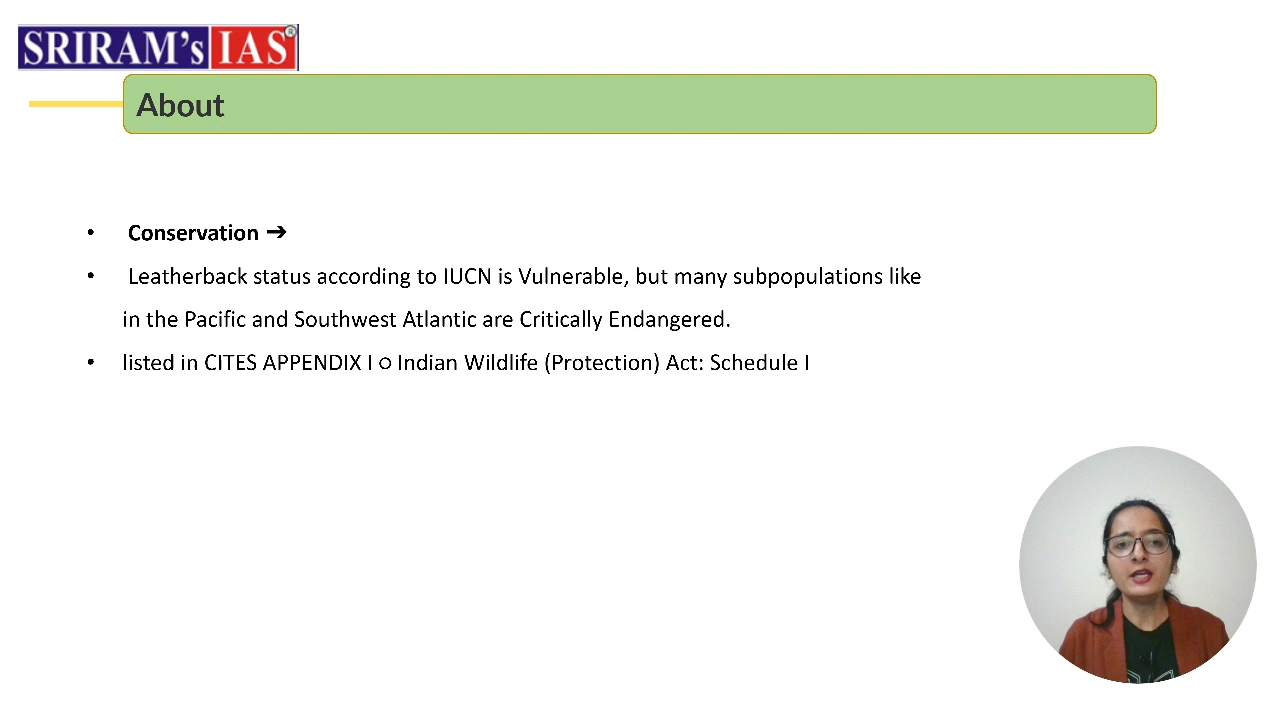 SRIRAM's IAS ®
About
• Conservation ➔
• Leatherback status according to IUCN is Vulnerable, but many subpopulations like
in the Pacific and Southwest Atlantic are Critically Endangered.
• listed in CITES APPENDIX I ○ Indian Wildlife (Protection) Act: Schedule I